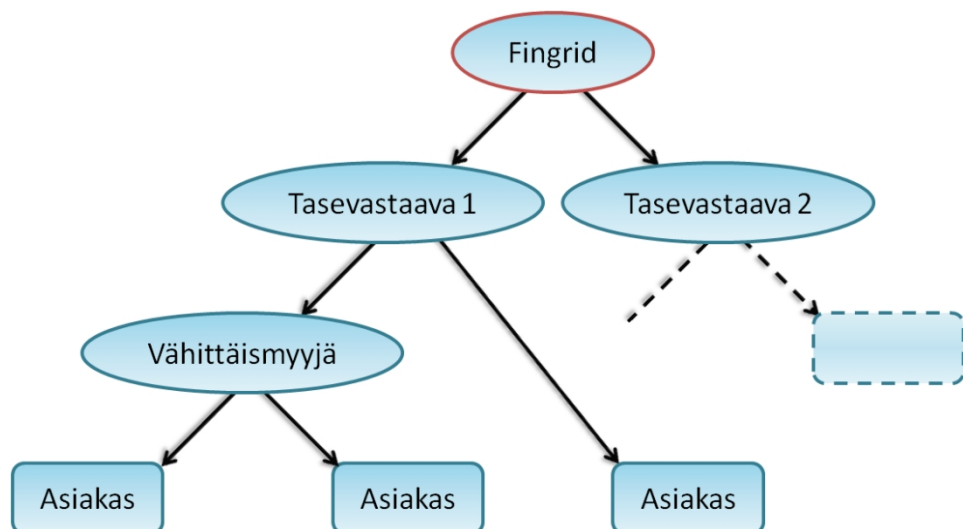 Fingrid
Tasevastaava 1
Tasevastaava 2
Vähittäismyyjä
Asiakas
Asiakas
Asiakas